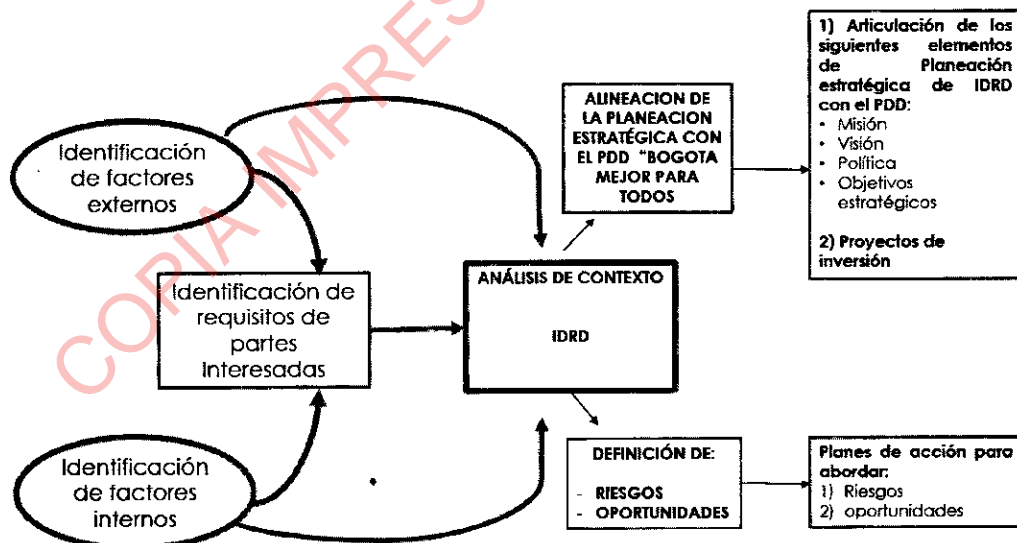 Identificación
de factores
externos
Identificación de
requisitos de
partes
Interesadas
Identificación
de factores
internos
ANÁLISIS DE CONTEXTO
IDRD
ALINEACION DE
LA PLANEACION
ESTRATÉGICA CON
EL PDD "BOGOTA
MEJOR PARA
TODOS
1) Articulación de los
siguientes elementos
de Planeación
estratégica de IDRD
con el PDD:
• Misión
• Visión
• Política
• Objetivos
estratégicos
2) Proyectos de
inversión
DEFINICIÓN DE:
- RIESGOS
- OPORTUNIDADES
Planes de acción para
abordar:
1) Riesgos
2) oportunidades
COPIA IMPRES